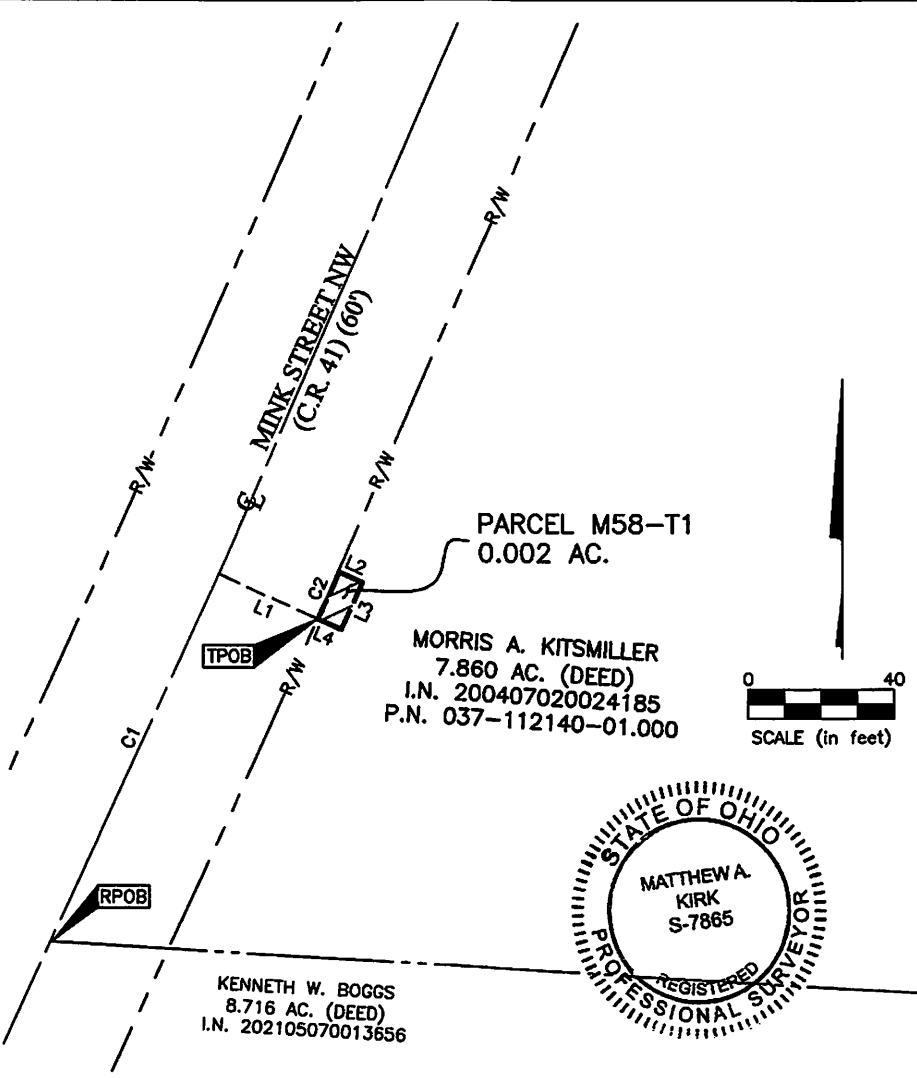 R/W
MINK STREET NW
(C.R. 41) (60')
R/W
R/W
℄
PARCEL M58-T1
0.002 AC.
L2
C2
L3
L1
L4
TPOB
R/W
MORRIS A. KITSMILLER
7.860 AC. (DEED)
I.N. 200407020024185
P.N. 037-112140-01.000
0 40
SCALE (in feet)
C1
STATE OF OHIO
MATTHEW A.
KIRK
S-7865
REGISTERED
PROFESSIONAL SURVEYOR
RPOB
KENNETH W. BOGGS
8.716 AC. (DEED)
I.N. 202105070013656